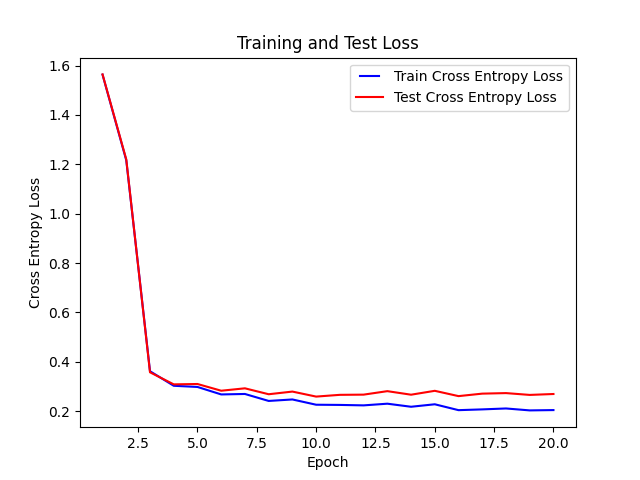 Training and Test Loss
Train Cross Entropy Loss
Test Cross Entropy Loss
Cross Entropy Loss
1.6
1.4
1.2
1.0
0.8
0.6
0.4
0.2
2.5 5.0 7.5 10.0 12.5 15.0 17.5 20.0
Epoch